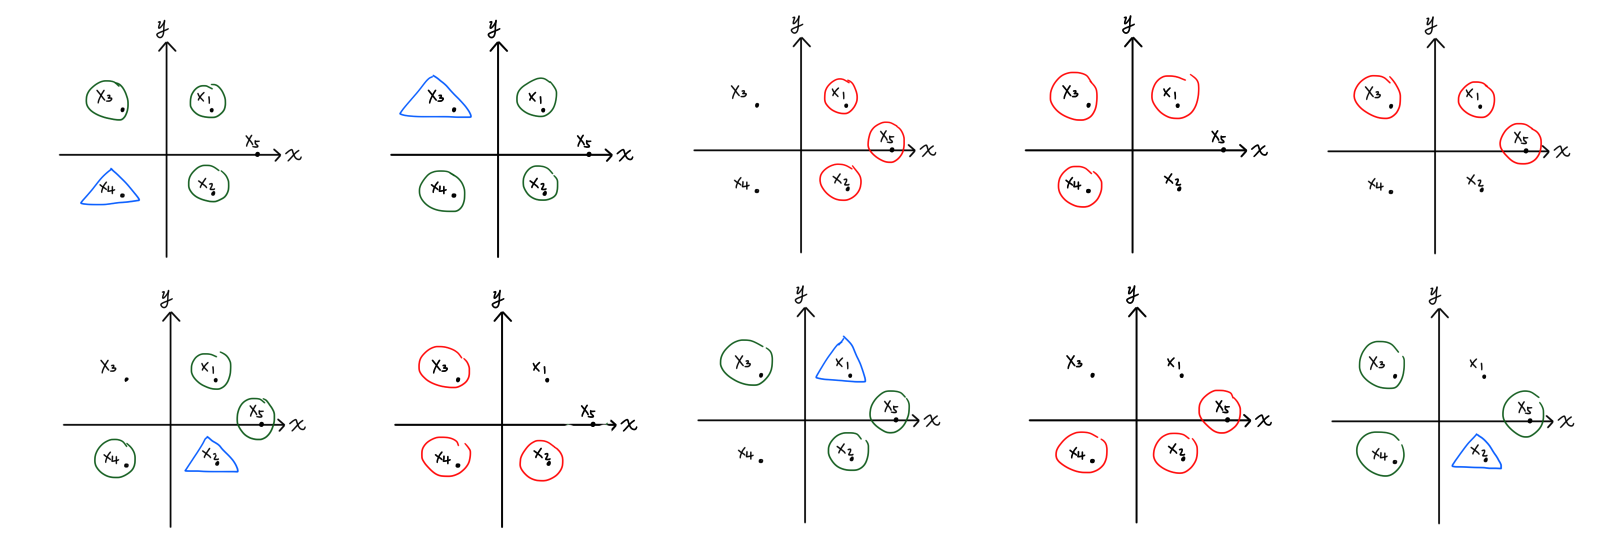 y
x₃ x₁
x₅
x
x₄ x₂
y
x₃ x₁
x₅
x
x₄ x₂
y
x₃ x₁
x₅
x
x₄ x₂
y
x₃ x₁
x₅
x
x₄ x₂
y
x₃ x₁
x₅
x
x₄ x₂
y
x₃ x₁
x₅
x
x₄ x₂
y
x₃ x₁
x₅
x
x₄ x₂
y
x₃ x₁
x₅
x
x₄ x₂
y
x₃ x₁
x₅
x
x₄ x₂
y
x₃ x₁
x₅
x
x₄ x₂